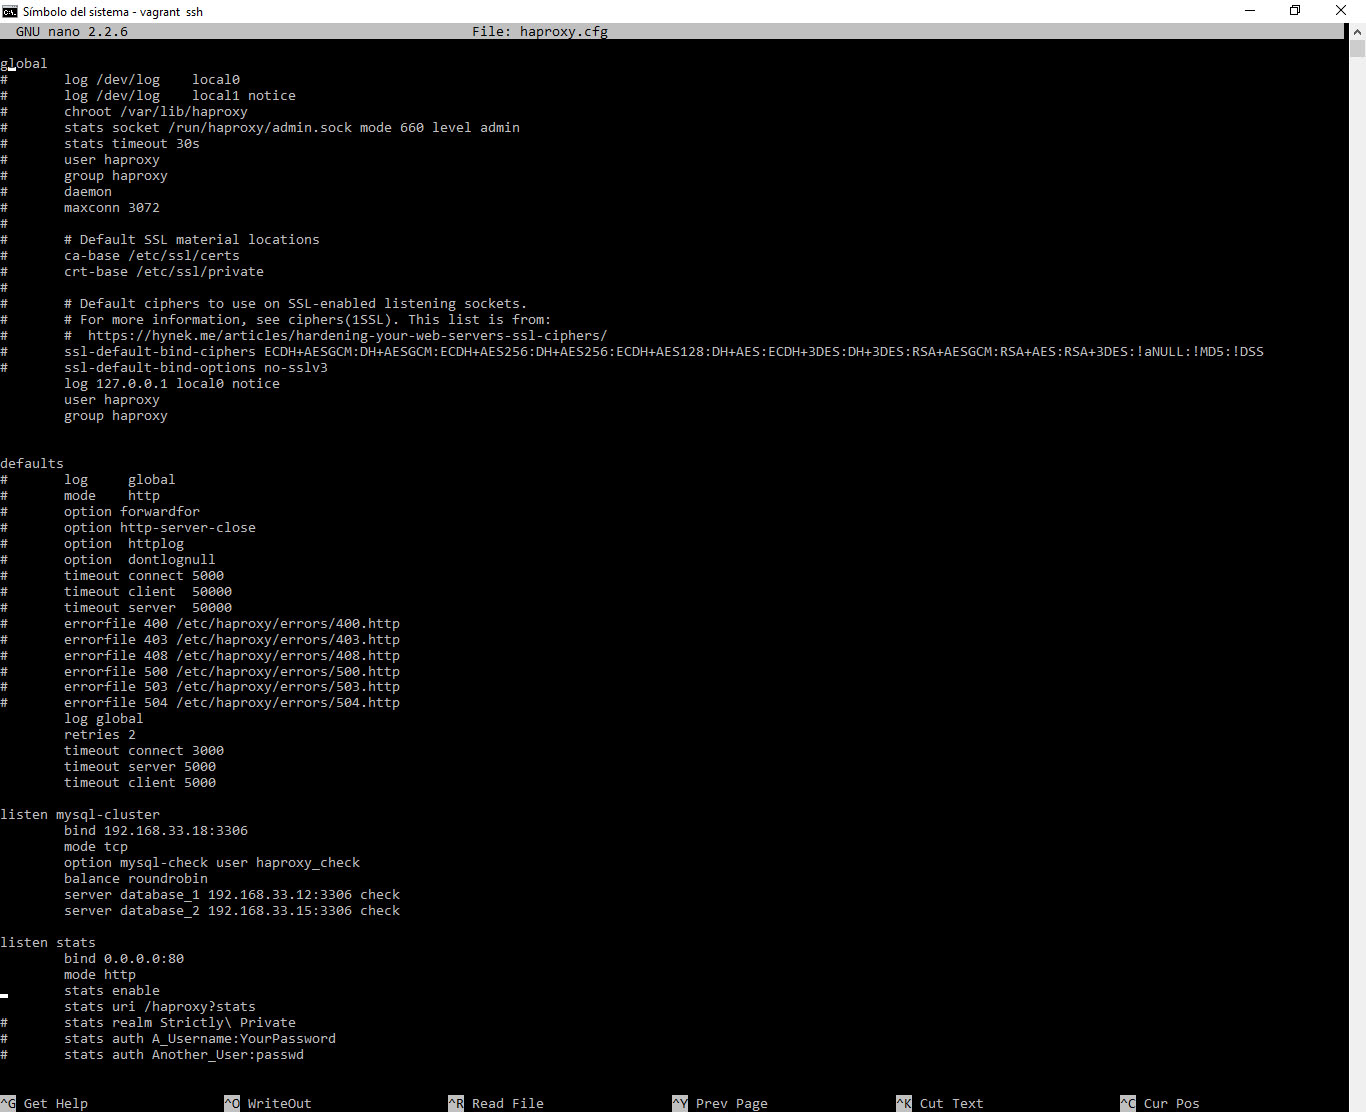 Símbolo del sistema - vagrant ssh
GNU nano 2.2.6 File: haproxy.cfg
global
# log /dev/log local0
# log /dev/log local1 notice
# chroot /var/lib/haproxy
# stats socket /run/haproxy/admin.sock mode 660 level admin
# stats timeout 30s
# user haproxy
# group haproxy
# daemon
# maxconn 3072
#
# # Default SSL material locations
# ca-base /etc/ssl/certs
# crt-base /etc/ssl/private
#
# # Default ciphers to use on SSL-enabled listening sockets.
# # For more information, see ciphers(1SSL). This list is from:
# # https://hynek.me/articles/hardening-your-web-servers-ssl-ciphers/
# ssl-default-bind-ciphers ECDH+AESGCM:DH+AESGCM:ECDH+AES256:DH+AES256:ECDH+AES128:DH+AES:ECDH+3DES:DH+3DES:RSA+AESGCM:RSA+AES:RSA+3DES:!aNULL:!MD5:!DSS
# ssl-default-bind-options no-sslv3
log 127.0.0.1 local0 notice
user haproxy
group haproxy
defaults
# log global
# mode http
# option forwardfor
# option http-server-close
# option httplog
# option dontlognull
# timeout connect 5000
# timeout client 50000
# timeout server 50000
# errorfile 400 /etc/haproxy/errors/400.http
# errorfile 403 /etc/haproxy/errors/403.http
# errorfile 408 /etc/haproxy/errors/408.http
# errorfile 500 /etc/haproxy/errors/500.http
# errorfile 503 /etc/haproxy/errors/503.http
# errorfile 504 /etc/haproxy/errors/504.http
log global
retries 2
timeout connect 3000
timeout server 5000
timeout client 5000
listen mysql-cluster
bind 192.168.33.18:3306
mode tcp
option mysql-check user haproxy_check
balance roundrobin
server database_1 192.168.33.12:3306 check
server database_2 192.168.33.15:3306 check
listen stats
bind 0.0.0.0:80
mode http
stats enable
stats uri /haproxy?stats
# stats realm Strictly\ Private
# stats auth A_Username:YourPassword
# stats auth Another_User:passwd
^G Get Help ^O WriteOut ^R Read File ^Y Prev Page ^K Cut Text ^C Cur Pos